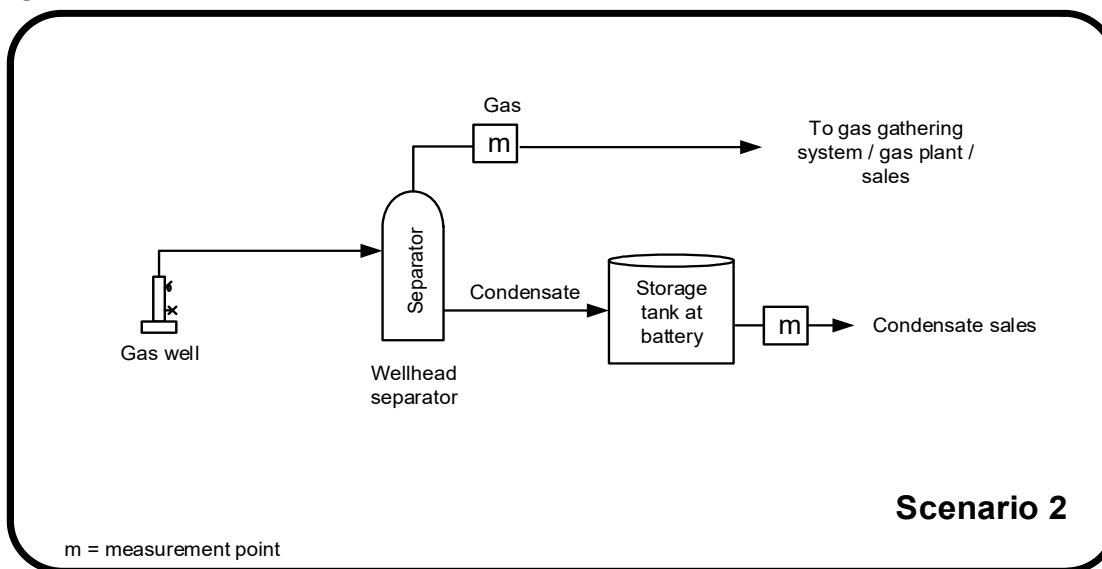 Gas
m
To gas gathering
system / gas plant /
sales
Separator
Condensate
Storage
tank at
battery
m
Condensate sales
Gas well
Wellhead
separator
Scenario 2
m = measurement point